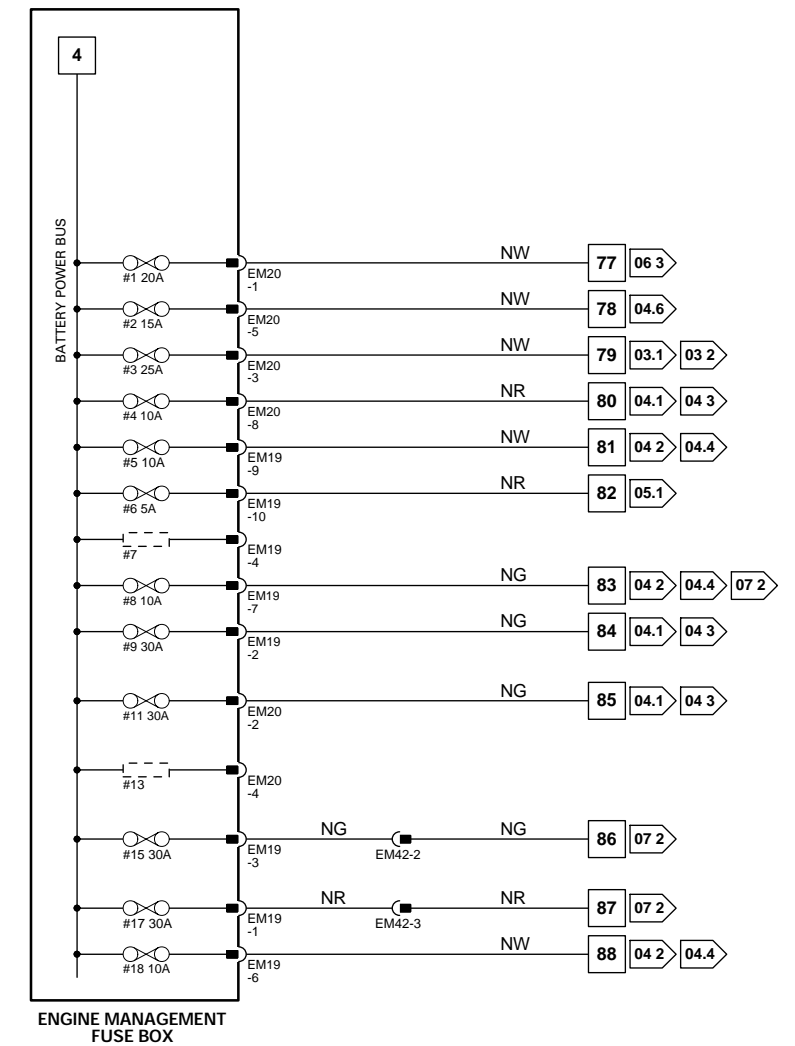 4
BATTERY POWER BUS
#1 20A
EM20
-1
NW
77
06 3
#2 15A
EM20
-5
NW
78
04.6
#3 25A
EM20
-3
NW
79
03.1
03 2
#4 10A
EM20
-8
NR
80
04.1
04 3
#5 10A
EM19
-9
NW
81
04 2
04.4
#6 5A
EM19
-10
NR
82
05.1
#7
EM19
-4
#8 10A
EM19
-7
NG
83
04 2
04.4
07 2
#9 30A
EM19
-2
NG
84
04.1
04 3
#11 30A
EM20
-2
NG
85
04.1
04 3
#13
EM20
-4
#15 30A
EM19
-3
NG
EM42-2
NG
86
07 2
#17 30A
EM19
-1
NR
EM42-3
NR
87
07 2
#18 10A
EM19
-6
NW
88
04 2
04.4
ENGINE MANAGEMENT
FUSE BOX